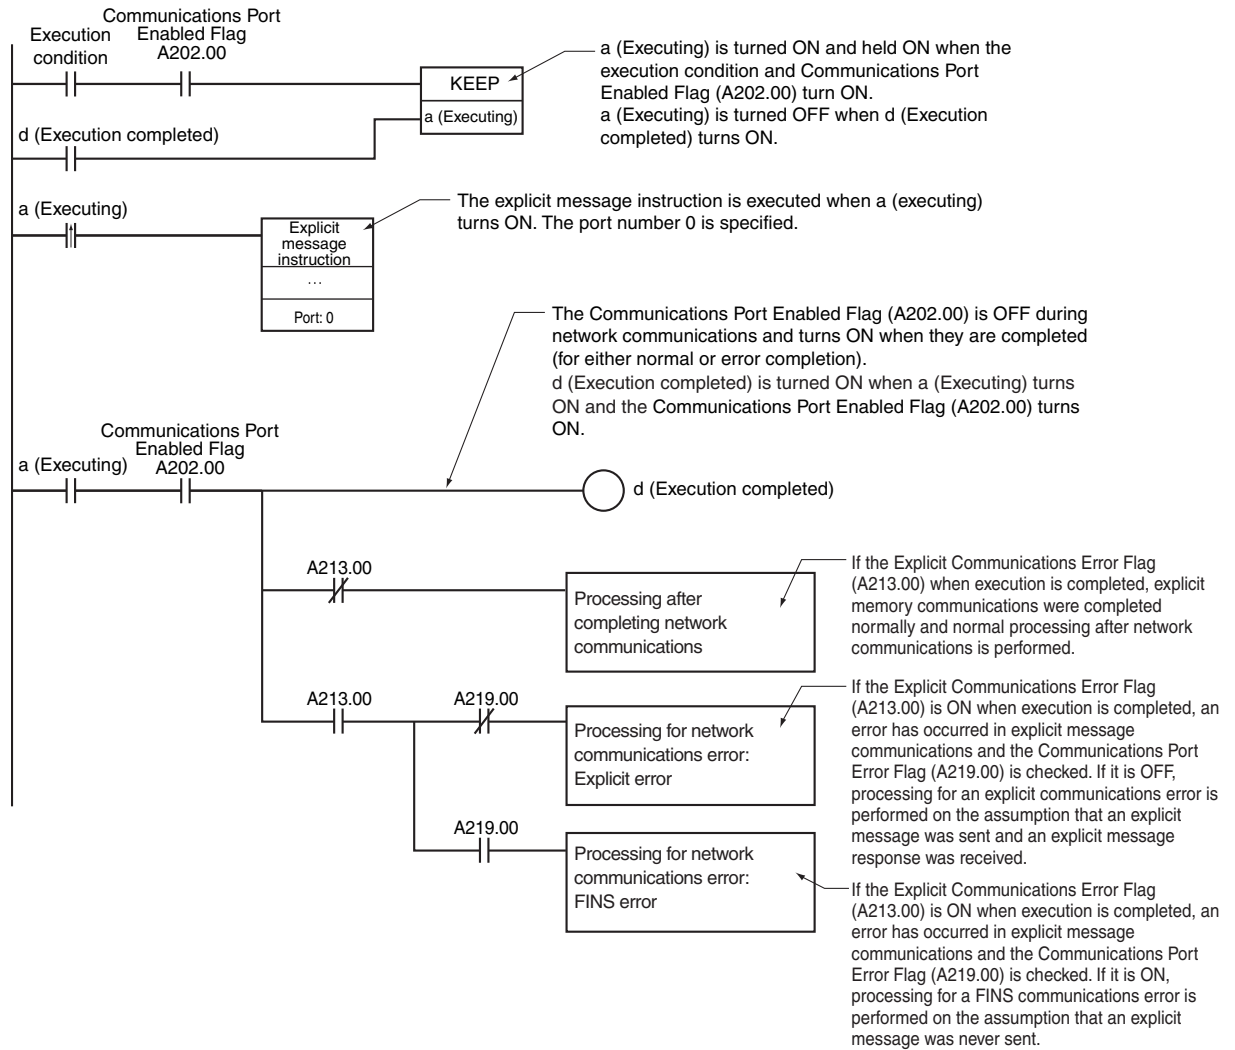 Communications Port
Enabled Flag
A202.00
Execution
condition
KEEP
a (Executing)
a (Executing) is turned ON and held ON when the
execution condition and Communications Port
Enabled Flag (A202.00) turn ON.
a (Executing) is turned OFF when d (Execution
completed) turns ON.
d (Execution completed)
a (Executing)
Explicit
message
instruction
...
Port: 0
The explicit message instruction is executed when a (executing)
turns ON. The port number 0 is specified.
The Communications Port Enabled Flag (A202.00) is OFF during
network communications and turns ON when they are completed
(for either normal or error completion).
d (Execution completed) is turned ON when a (Executing) turns
ON and the Communications Port Enabled Flag (A202.00) turns
ON.
Communications Port
Enabled Flag
A202.00
a (Executing)
d (Execution completed)
A213.00
Processing after
completing network
communications
If the Explicit Communications Error Flag
(A213.00) when execution is completed, explicit
memory communications were completed
normally and normal processing after network
communications is performed.
A213.00
A219.00
Processing for network
communications error:
Explicit error
If the Explicit Communications Error Flag
(A213.00) is ON when execution is completed, an
error has occurred in explicit message
communications and the Communications Port
Error Flag (A219.00) is checked. If it is OFF,
processing for an explicit communications error is
performed on the assumption that an explicit
message was sent and an explicit message
response was received.
A219.00
Processing for network
communications error:
FINS error
If the Explicit Communications Error Flag
(A213.00) is ON when execution is completed, an
error has occurred in explicit message
communications and the Communications Port
Error Flag (A219.00) is checked. If it is ON,
processing for a FINS communications error is
performed on the assumption that an explicit
message was never sent.